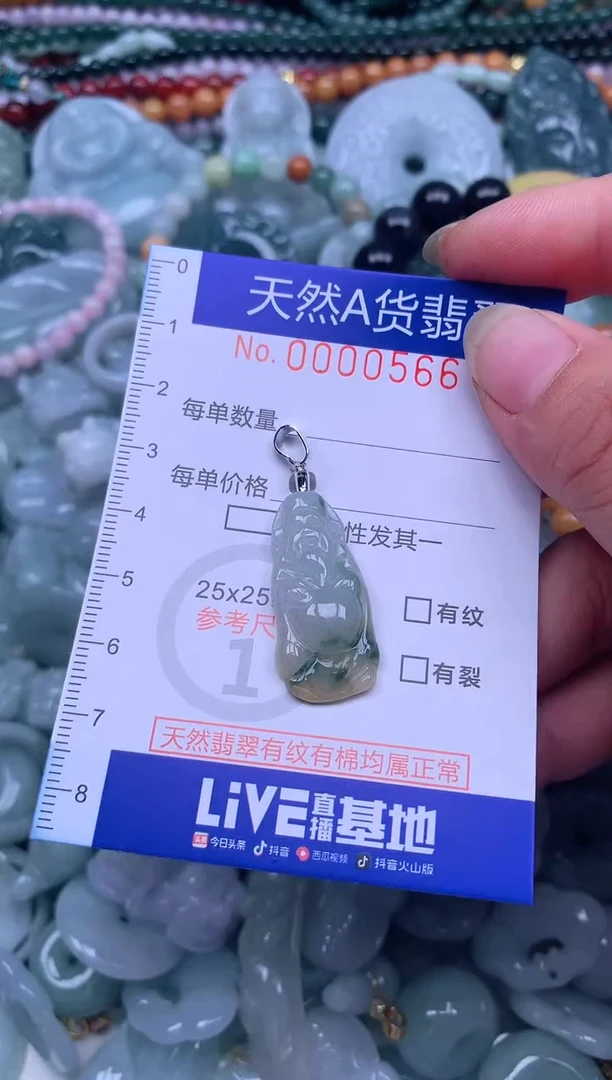 0
天然A货翡
1
No. 0000566
2
每单数量
3
每单价格
4
性发其一
25x25
5
有纹
参考尺
1
6
有裂
7
天然翡翠有纹有棉均属正常
8
LiVE直播基地
今日头条 抖音 西瓜视频 抖音火山版